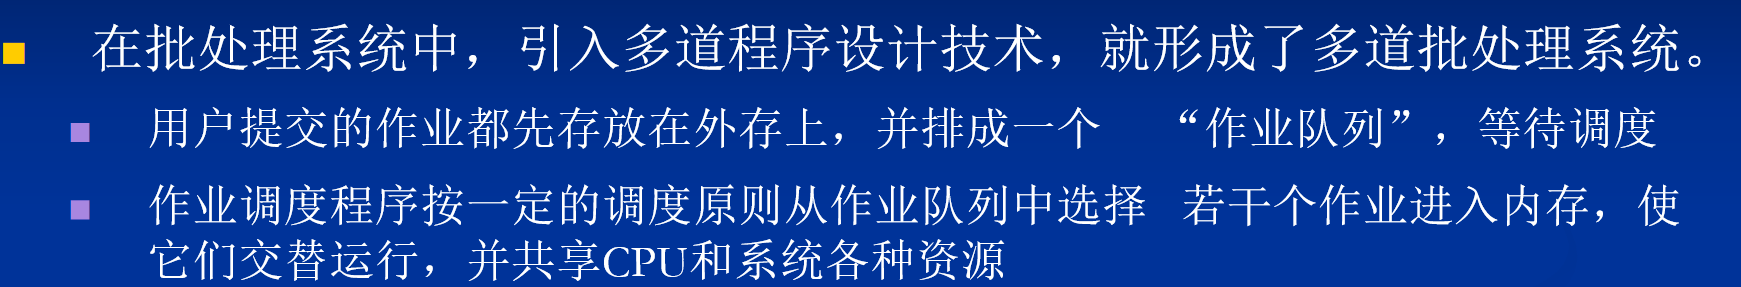 在批处理系统中，引入多道程序设计技术，就形成了多道批处理系统。
用户提交的作业都先存放在外存上，并排成一个 “作业队列”，等待调度
作业调度程序按一定的调度原则从作业队列中选择 若干个作业进入内存，使
它们交替运行，并共享CPU和系统各种资源